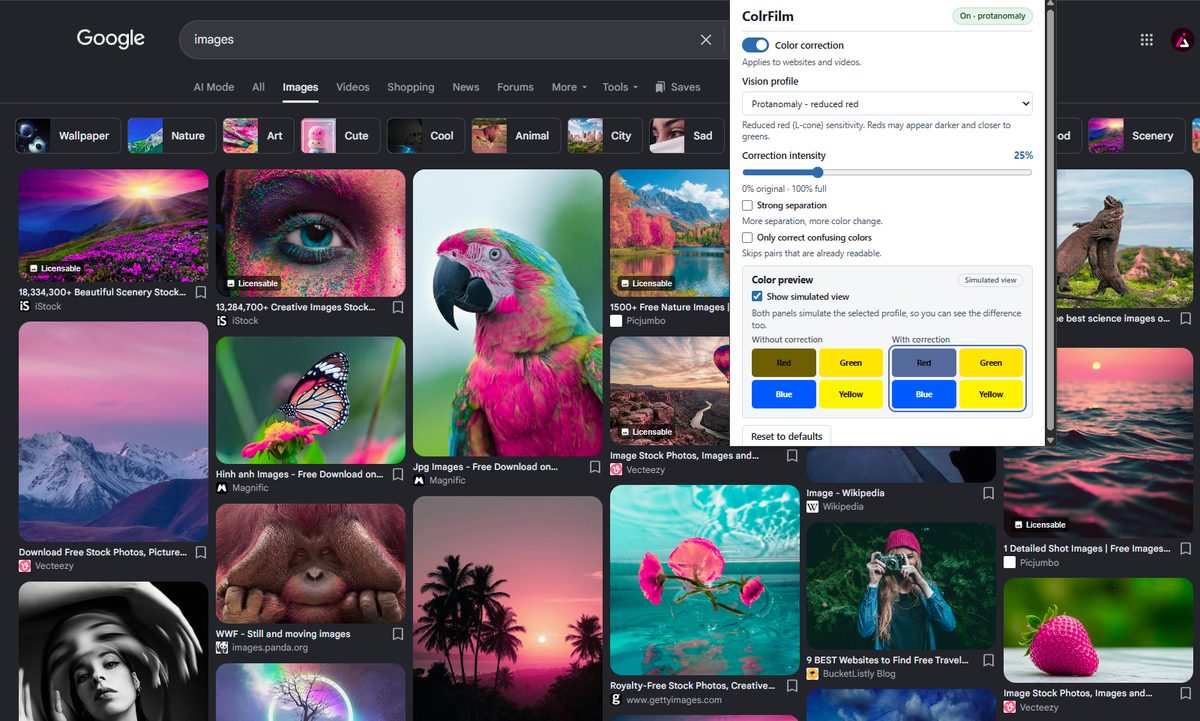 Google
images
AI Mode All Images Videos Shopping News Forums More Tools Saves
Wallpaper Nature Art Cute Cool Animal City Sad
Scenery
ColrFilm
On · protanomaly
Color correction
Applies to websites and videos.
Vision profile
Protanomaly - reduced red
Reduced red (L-cone) sensitivity. Reds may appear darker and closer to
greens.
Correction intensity 25%
0% original · 100% full
Strong separation
More separation, more color change.
Only correct confusing colors
Skips pairs that are already readable.
Color preview Simulated view
Show simulated view
Both panels simulate the selected profile, so you can see the difference
too.
Without correction With correction
Red Green Red Green
Blue Yellow Blue Yellow
Reset to defaults
Licensable
18,334,300+ Beautiful Scenery Stock...
iS iStock
Download Free Stock Photos, Picture...
Vecteezy
Licensable
13,284,700+ Creative Images Stock...
iS iStock
Hinh anh Images - Free Download on...
Magnific
WWF - Still and moving images
images.panda.org
Jpg Images - Free Download on...
Magnific
Licensable
1500+ Free Nature Images |
Picjumbo
Licensable
Image Stock Photos, Images and...
Vecteezy
Royalty-Free Stock Photos, Creative...
www.gettyimages.com
Image - Wikipedia
W Wikipedia
9 BEST Websites to Find Free Travel...
BucketListly Blog
best science images o...
Licensable
1 Detailed Shot Images | Free Images...
Picjumbo
Image Stock Photos, Images and...
Vecteezy